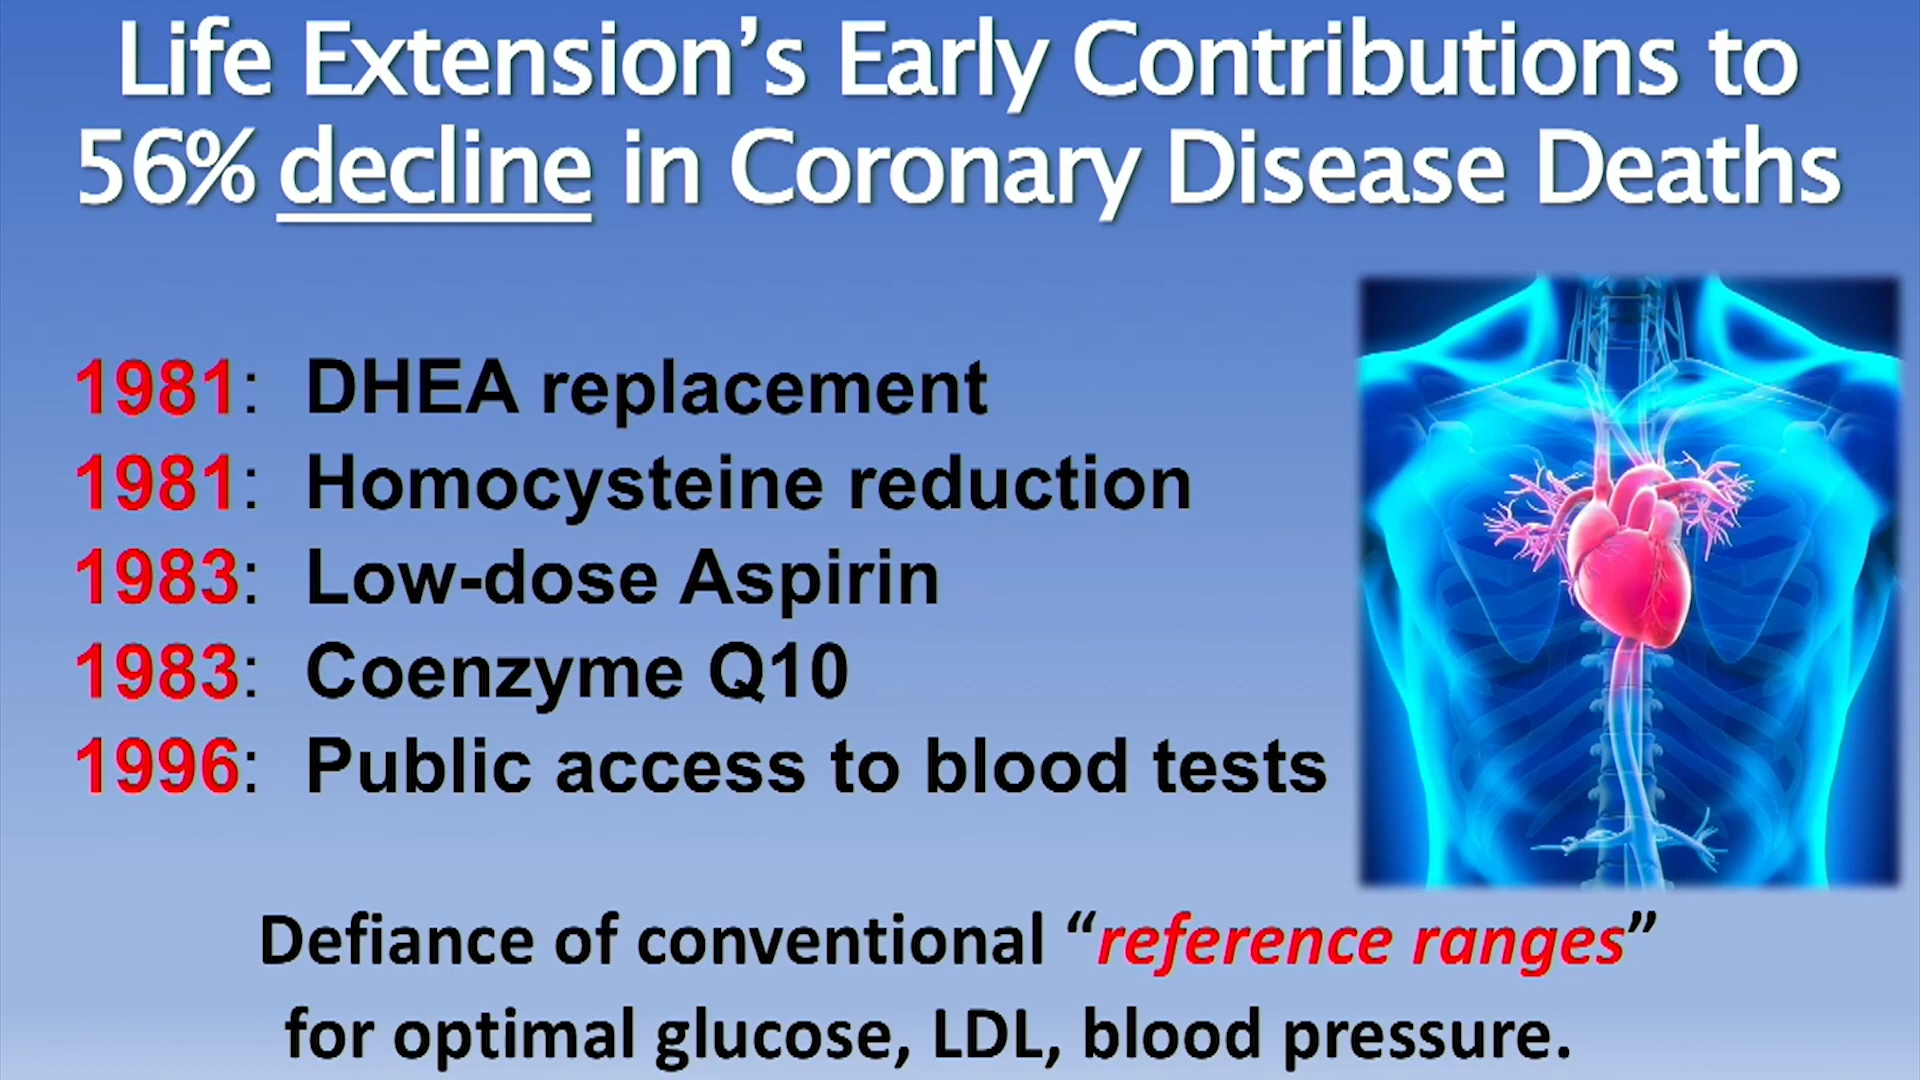 Life Extension’s Early Contributions to
56% decline in Coronary Disease Deaths
1981: DHEA replacement
1981: Homocysteine reduction
1983: Low-dose Aspirin
1983: Coenzyme Q10
1996: Public access to blood tests
Defiance of conventional “reference ranges”
for optimal glucose, LDL, blood pressure.